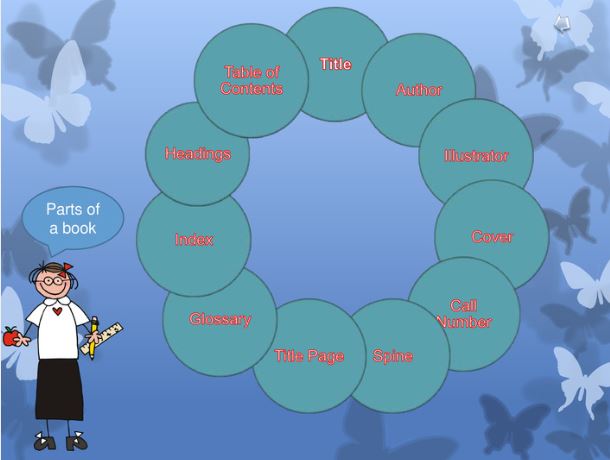 Title
Author
Illustrator
Cover
Call
Number
Spine
Title Page
Glossary
Index
Headings
Table of
Contents
Parts of
a book